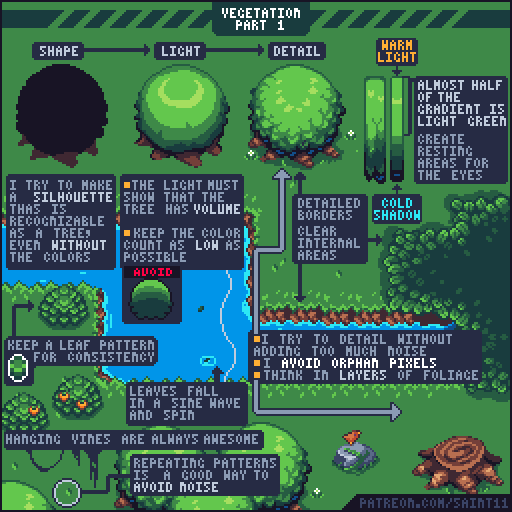 VEGETATION
PART 1
SHAPE
LIGHT
DETAIL
WARM
LIGHT
ALMOST HALF
OF THE
GRADIENT IS
LIGHT GREEN
CREATE
RESTING
AREAS FOR
THE EYES
COLD
SHADOW
I TRY TO MAKE
A SILHOUETTE
THAS IS
RECOGNIZABLE
AS A TREE,
EVEN WITHOUT
THE COLORS
THE LIGHT MUST
SHOW THAT THE
TREE HAS VOLUME
KEEP THE COLOR
COUNT AS LOW AS
POSSIBLE
AVOID
DETAILED
BORDERS
CLEAR
INTERNAL
AREAS
KEEP A LEAF PATTERN
FOR CONSISTENCY
I TRY TO DETAIL WITHOUT
ADDING TOO MUCH NOISE
I AVOID ORPHAN PIXELS
THINK IN LAYERS OF FOLIAGE
LEAVES FALL
IN A SINE WAVE
AND SPIN
HANGING VINES ARE ALWAYS AWESOME
REPEATING PATTERNS
IS A GOOD WAY TO
AVOID NOISE
PATREON.COM/SAINT11